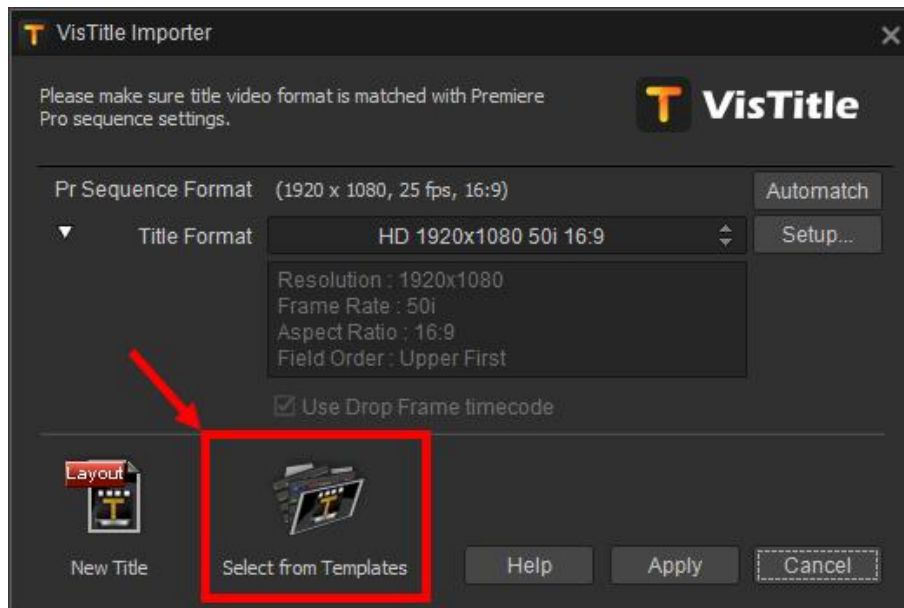 VisTitle Importer
Please make sure title video format is matched with Premiere
Pro sequence settings.
T VisTitle
Pr Sequence Format (1920 x 1080, 25 fps, 16:9) Automatch
Title Format HD 1920x1080 50i 16:9 Setup...
Resolution : 1920x1080
Frame Rate : 50i
Aspect Ratio : 16:9
Field Order : Upper First
Use Drop Frame timecode
Layout
New Title Select from Templates Help Apply Cancel